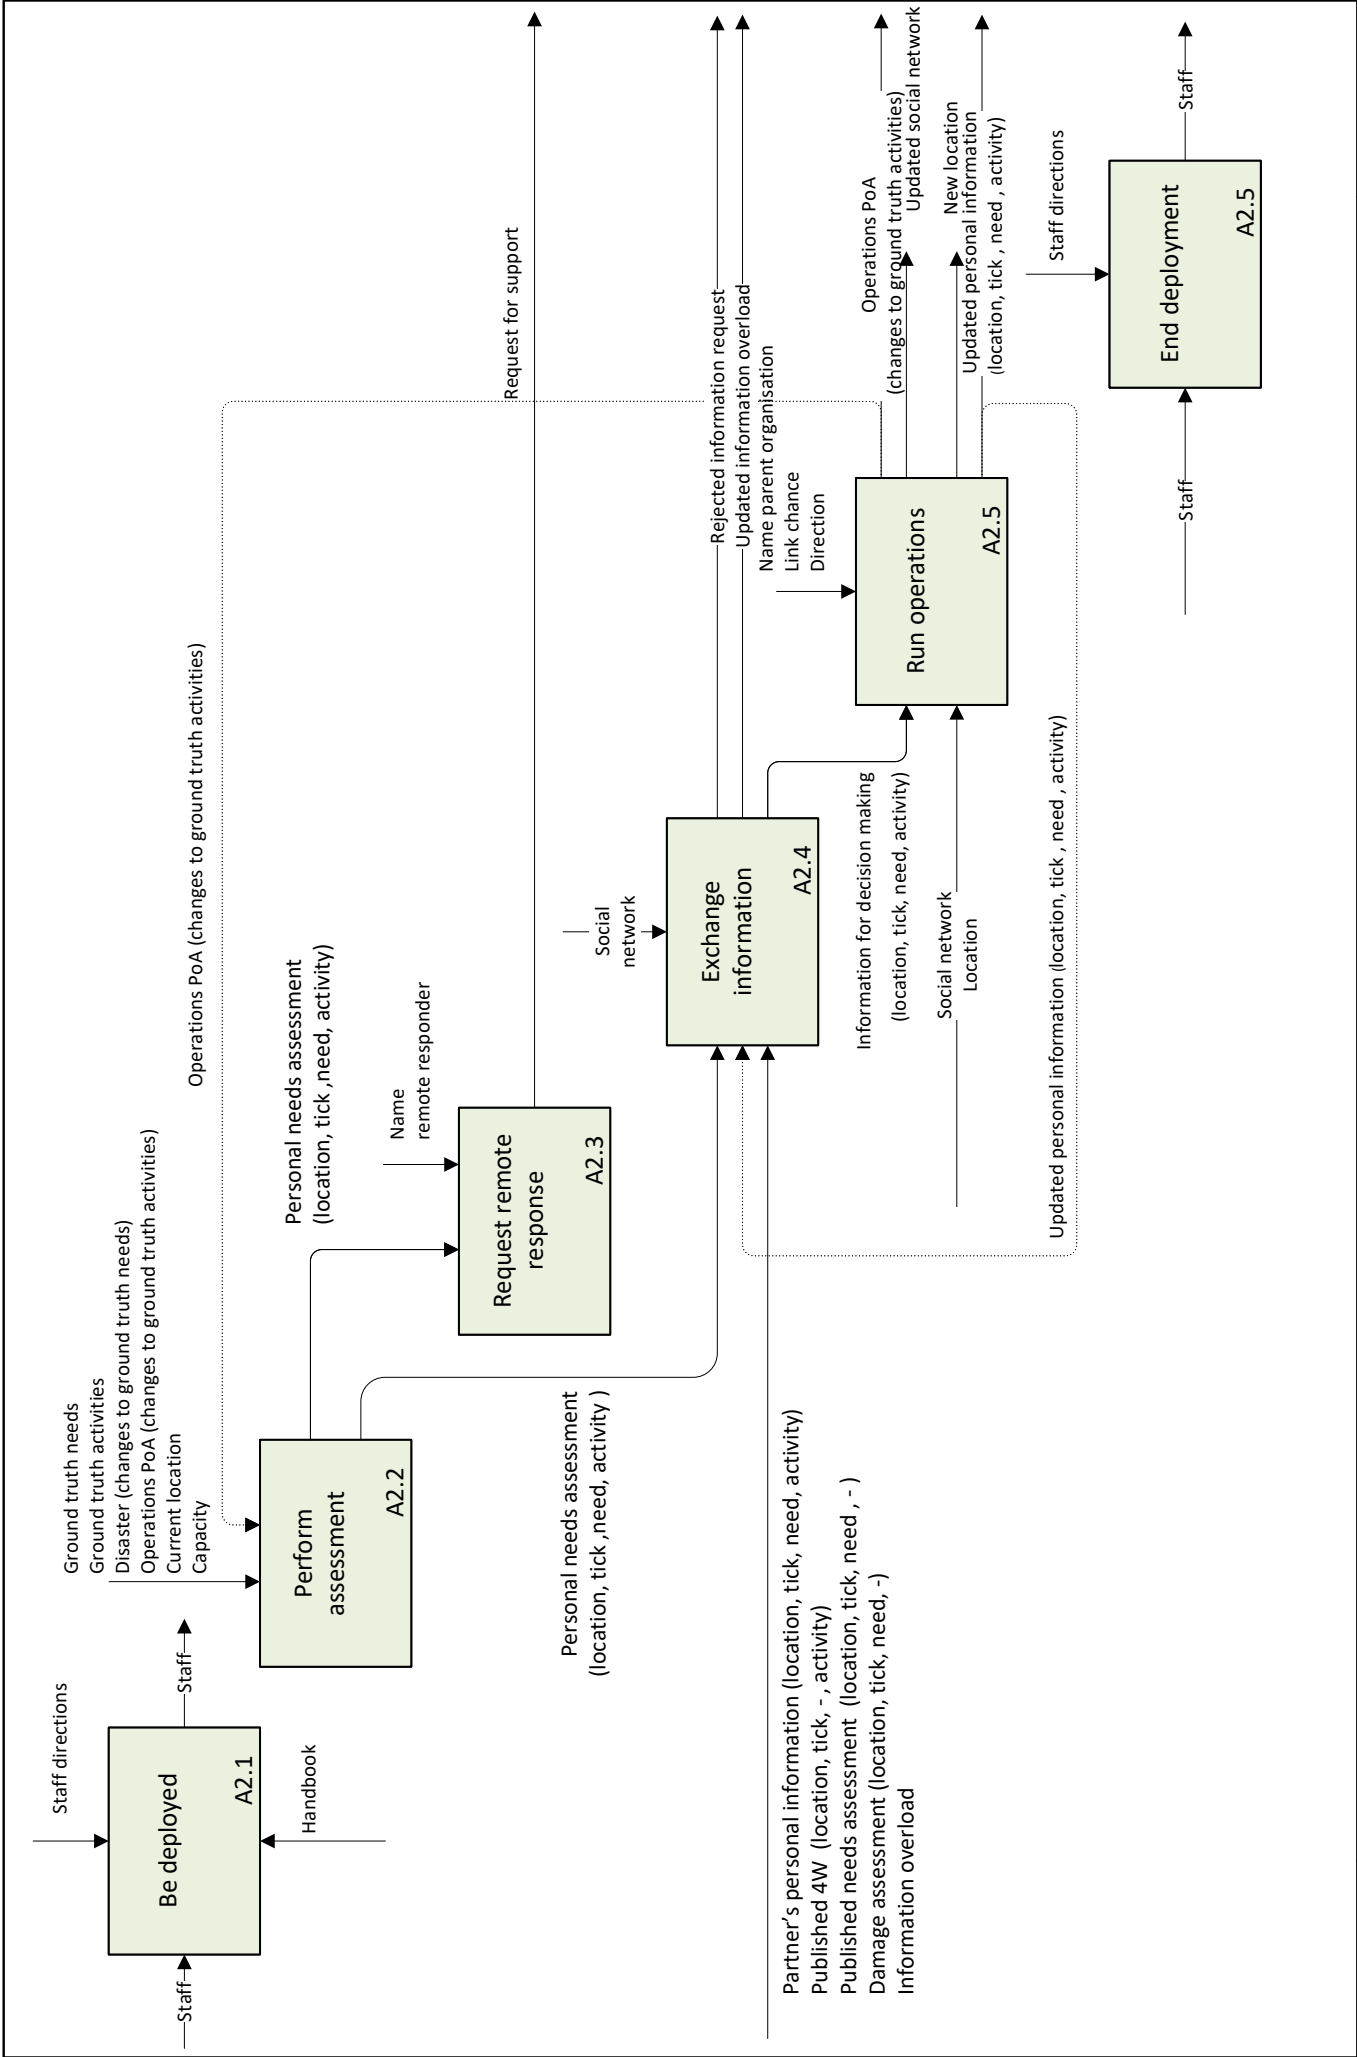 Staff
Staff directions
Be deployed
A2.1
Handbook
Staff
Ground truth needs
Ground truth activities
Disaster (changes to ground truth needs)
Operations PoA (changes to ground truth activities)
Current location
Capacity
Perform
assessment
A2.2
Operations PoA (changes to ground truth activities)
Personal needs assessment
(location, tick ,need, activity)
Name
remote responder
Request remote
response
A2.3
Request for support
Personal needs assessment
(location, tick ,need, activity )
Partner's personal information (location, tick, need, activity)
Published 4W (location, tick, - , activity)
Published needs assessment (location, tick, need , - )
Damage assessment (location, tick, need, -)
Information overload
Social
network
Exchange
information
A2.4
Rejected information request
Updated information overload
Information for decision making
(location, tick, need, activity)
Social network
Location
Name parent organisation
Link chance
Direction
Run operations
A2.5
Operations PoA
(changes to ground truth activities)
Updated social network
New location
Updated personal information
(location, tick , need , activity)
Updated personal information (location, tick , need , activity)
Staff
Staff directions
End deployment
A2.5
Staff